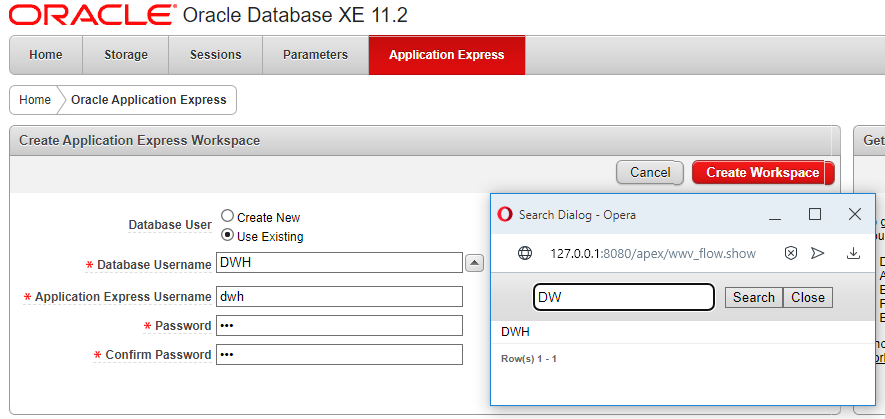 ORACLE Oracle Database XE 11.2
Home Storage Sessions Parameters Application Express
Home Oracle Application Express
Create Application Express Workspace
Get
Cancel Create Workspace
Database User Create New
Use Existing
* Database Username DWH
* Application Express Username dwh
* Password •••
* Confirm Password •••
Search Dialog - Opera
127.0.0.1:8080/apex/wwv_flow.show
DW Search Close
DWH
Row(s) 1 - 1